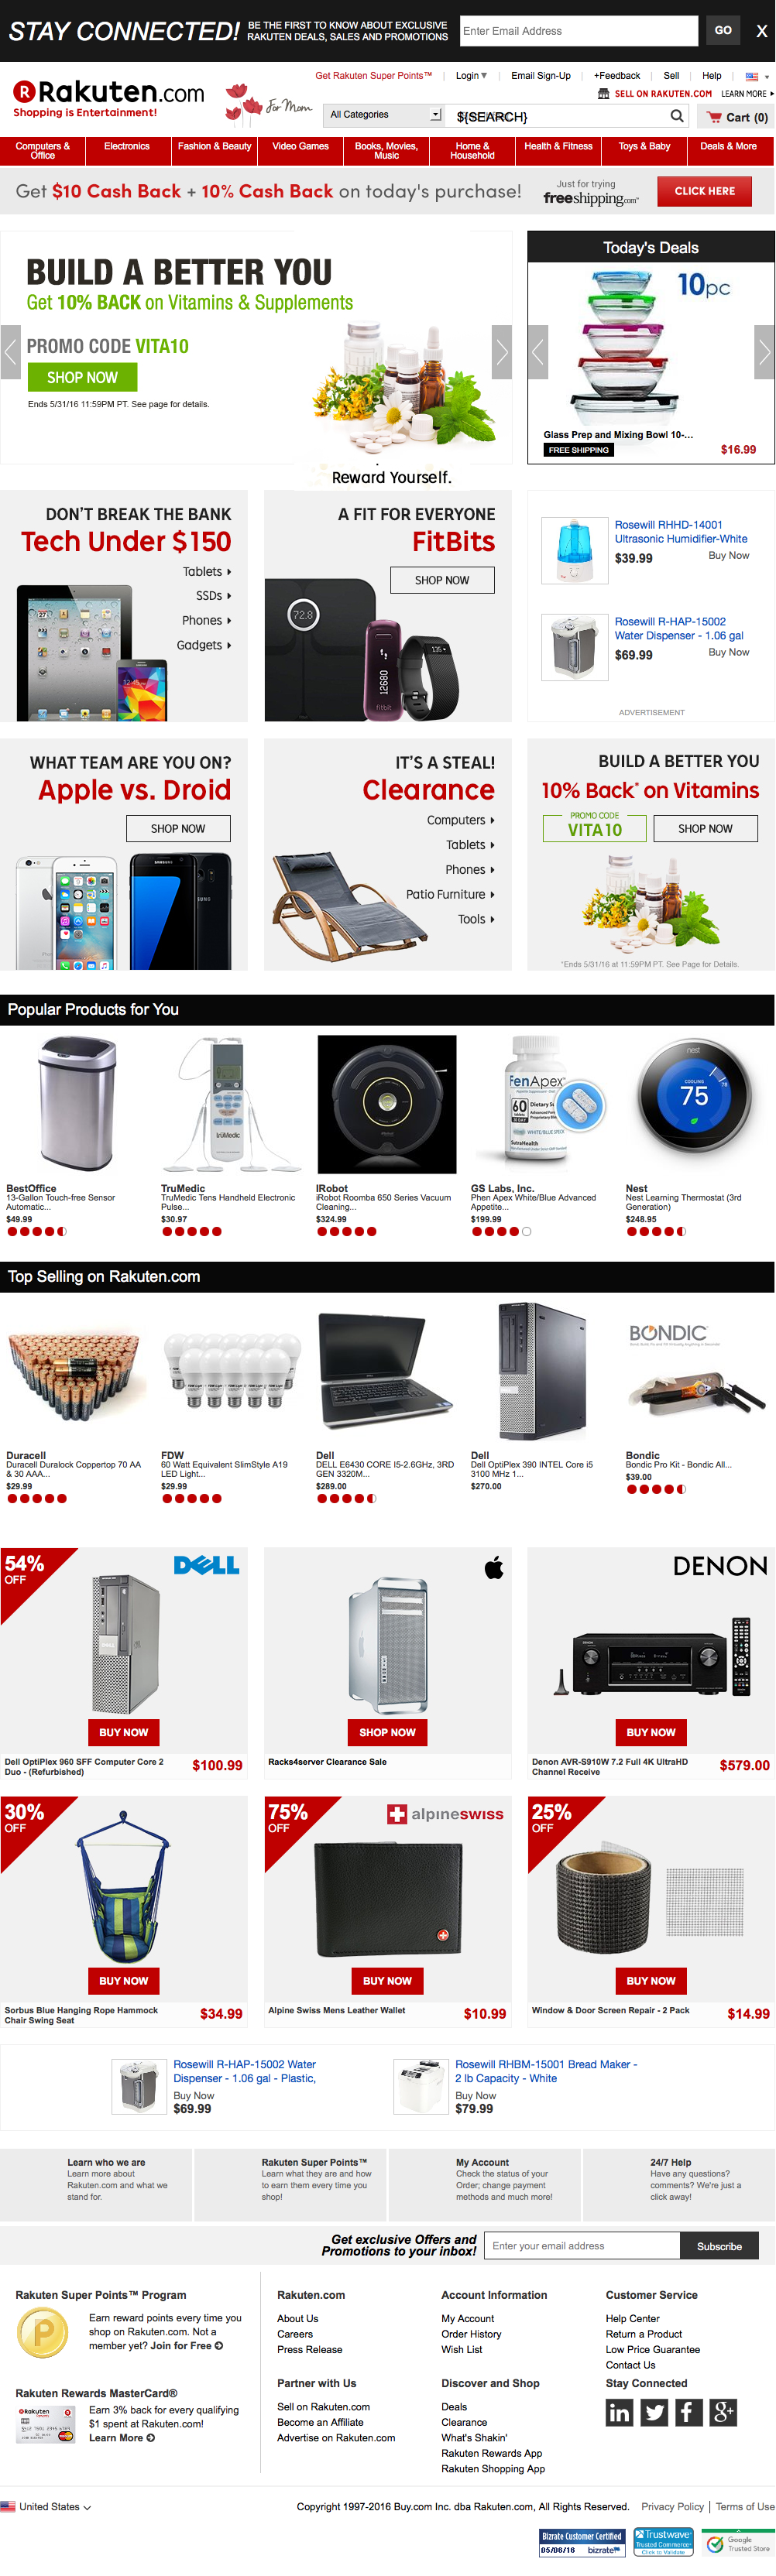 STAY CONNECTED!
BE THE FIRST TO KNOW ABOUT EXCLUSIVE
RAKUTEN DEALS, SALES AND PROMOTIONS
Enter Email Address
GO
X
Get Rakuten Super Points™
Login
Email Sign-Up
+Feedback
Sell
Help
Rakuten.com
Shopping is Entertainment!
For Mom
SELL ON RAKUTEN.COM LEARN MORE
All Categories
${SEARCH}
Cart (0)
Computers & Office
Electronics
Fashion & Beauty
Video Games
Books, Movies, Music
Home & Household
Health & Fitness
Toys & Baby
Deals & More
Get $10 Cash Back + 10% Cash Back on today's purchase!
Just for trying
freeshipping.com
CLICK HERE
BUILD A BETTER YOU
Get 10% BACK on Vitamins & Supplements
PROMO CODE VITA10
SHOP NOW
Ends 5/31/16 11:59PM PT. See page for details.
Today's Deals
10pc
Glass Prep and Mixing Bowl 10-...
FREE SHIPPING
$16.99
Reward Yourself.
DON'T BREAK THE BANK
Tech Under $150
Tablets
SSDs
Phones
Gadgets
A FIT FOR EVERYONE
FitBits
SHOP NOW
72.8
12680
fitbit
135
Rosewill RHHD-14001
Ultrasonic Humidifier-White
$39.99
Buy Now
Rosewill R-HAP-15002
Water Dispenser - 1.06 gal
$69.99
Buy Now
ADVERTISEMENT
WHAT TEAM ARE YOU ON?
Apple vs. Droid
SHOP NOW
SAMSUNG
IT'S A STEAL!
Clearance
Computers
Tablets
Phones
Patio Furniture
Tools
BUILD A BETTER YOU
10% Back* on Vitamins
PROMO CODE
VITA10
SHOP NOW
*Ends 5/31/16 at 11:59PM PT. See Page for Details.
Popular Products for You
truMedic
FenApex
60
nest
COOLING
75
BestOffice
13-Gallon Touch-free Sensor
Automatic...
$49.99
TruMedic
TruMedic Tens Handheld Electronic
Pulse...
$30.97
IRobot
iRobot Roomba 650 Series Vacuum
Cleaning...
$324.99
GS Labs, Inc.
Phen Apex White/Blue Advanced
Appetite...
$199.99
Nest
Nest Learning Thermostat (3rd
Generation)
$248.95
Top Selling on Rakuten.com
BONDIC
Duracell
Duracell Duralock Coppertop 70 AA
& 30 AAA...
$29.99
FDW
60 Watt Equivalent SlimStyle A19
LED Light...
$29.99
Dell
DELL E6430 CORE I5-2.6GHz, 3RD
GEN 3320M...
$289.00
Dell
Dell OptiPlex 390 INTEL Core i5
3100 MHz 1...
$270.00
Bondic
Bondic Pro Kit - Bondic All...
$39.00
54%
OFF
DELL
BUY NOW
Dell OptiPlex 960 SFF Computer Core 2
Duo - (Refurbished)
$100.99
SHOP NOW
Racks4server Clearance Sale
DENON
BUY NOW
Denon AVR-S910W 7.2 Full 4K UltraHD
Channel Receive
$579.00
30%
OFF
BUY NOW
Sorbus Blue Hanging Rope Hammock
Chair Swing Seat
$34.99
75%
OFF
alpineswiss
BUY NOW
Alpine Swiss Mens Leather Wallet
$10.99
25%
OFF
BUY NOW
Window & Door Screen Repair - 2 Pack
$14.99
Rosewill R-HAP-15002 Water
Dispenser - 1.06 gal - Plastic,
Buy Now
$69.99
Rosewill RHBM-15001 Bread Maker -
2 lb Capacity - White
Buy Now
$79.99
Learn who we are
Learn more about
Rakuten.com and what we
stand for.
Rakuten Super Points™
Learn what they are and how
to earn them every time you
shop!
My Account
Check the status of your
Order; change payment
methods and much more!
24/7 Help
Have any questions?
comments? We're just a
click away!
Get exclusive Offers and
Promotions to your inbox!
Enter your email address
Subscribe
Rakuten Super Points™ Program
Earn reward points every time you
shop on Rakuten.com. Not a
member yet? Join for Free
Rakuten Rewards MasterCard®
Earn 3% back for every qualifying
$1 spent at Rakuten.com!
Learn More
Rakuten.com
About Us
Careers
Press Release
Account Information
My Account
Order History
Wish List
Customer Service
Help Center
Return a Product
Low Price Guarantee
Contact Us
Partner with Us
Sell on Rakuten.com
Become an Affiliate
Advertise on Rakuten.com
Discover and Shop
Deals
Clearance
What's Shakin'
Rakuten Rewards App
Rakuten Shopping App
Stay Connected
in
f
g+
United States
Copyright 1997-2016 Buy.com Inc. dba Rakuten.com, All Rights Reserved.
Privacy Policy | Terms of Use
Bizrate Customer Certified
05/06/16 bizrate
Trustwave
Trusted Commerce
Click to Validate
Google
Trusted Store